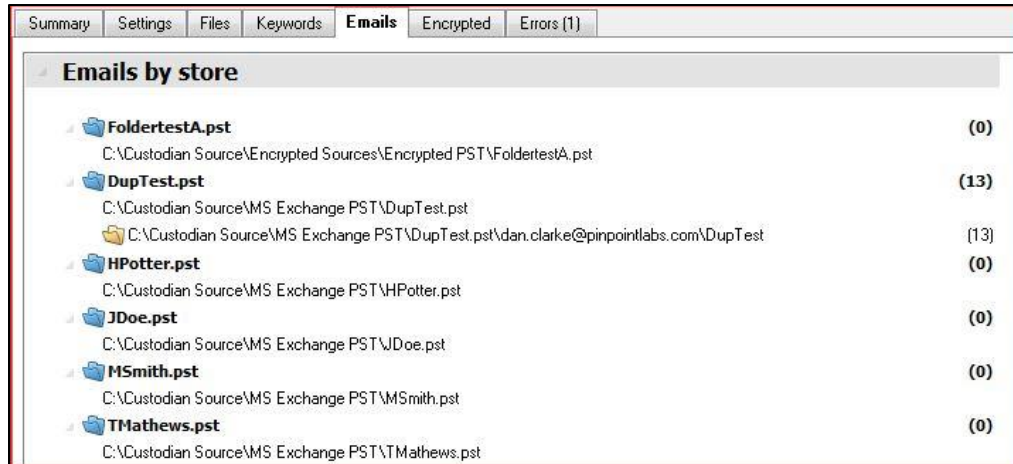 Summary Settings Files Keywords Emails Encrypted Errors (1)
Emails by store
FoldertestA.pst (0)
C:\Custodian Source\Encrypted Sources\Encrypted PST\FoldertestA.pst
DupTest.pst (13)
C:\Custodian Source\MS Exchange PST\DupTest.pst
C:\Custodian Source\MS Exchange PST\DupTest.pst\dan.clarke@pinpointlabs.com\DupTest (13)
HPotter.pst (0)
C:\Custodian Source\MS Exchange PST\HPotter.pst
JDoe.pst (0)
C:\Custodian Source\MS Exchange PST\JDoe.pst
MSmith.pst (0)
C:\Custodian Source\MS Exchange PST\MSmith.pst
TMathews.pst (0)
C:\Custodian Source\MS Exchange PST\TMathews.pst